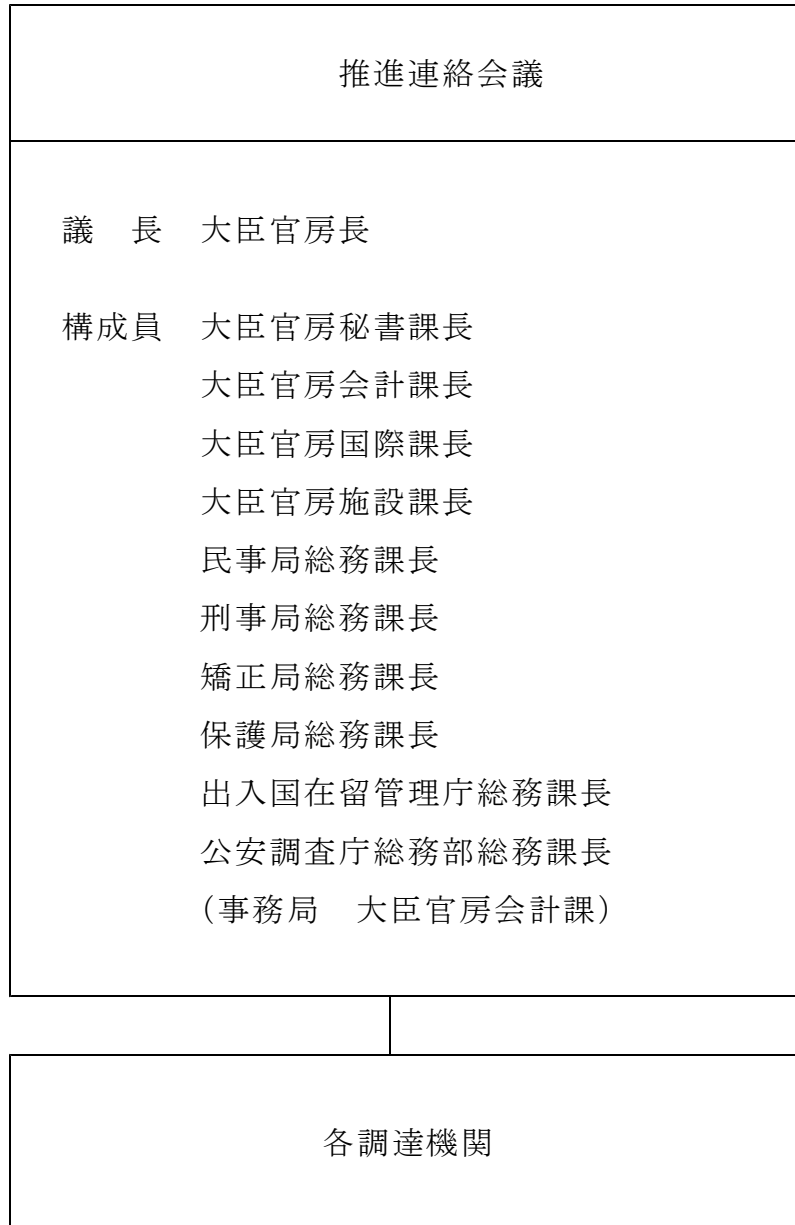 推進連絡会議
議　長　大臣官房長
構成員　大臣官房秘書課長
大臣官房会計課長
大臣官房国際課長
大臣官房施設課長
民事局総務課長
刑事局総務課長
矯正局総務課長
保護局総務課長
出入国在留管理庁総務課長
公安調査庁総務部総務課長
（事務局　大臣官房会計課）
各調達機関